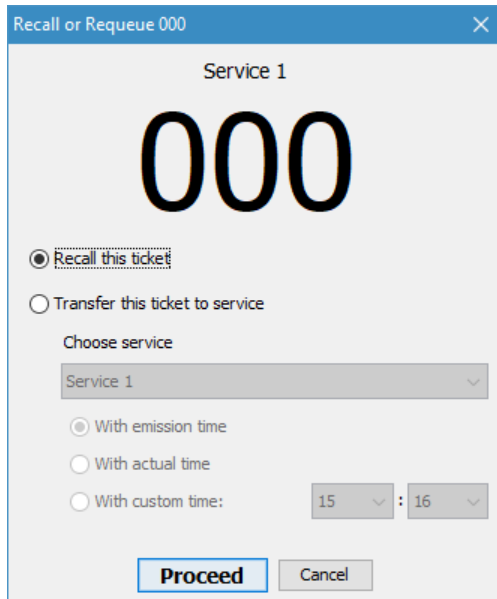 Recall or Requeue 000
Service 1
000
Recall this ticket
Transfer this ticket to service
Choose service
Service 1
With emission time
With actual time
With custom time: 15 : 16
Proceed Cancel